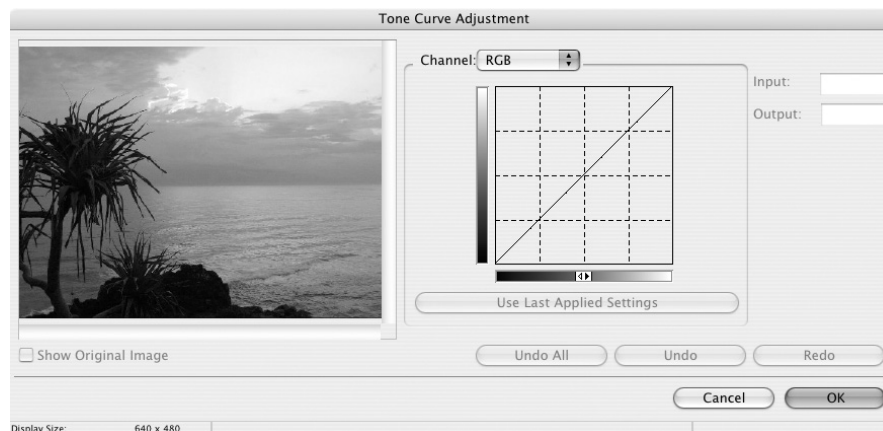 Tone Curve Adjustment
Channel: RGB
Input:
Output:
Use Last Applied Settings
Show Original Image
Undo All
Undo
Redo
Cancel
OK
Display Size: 640 x 480